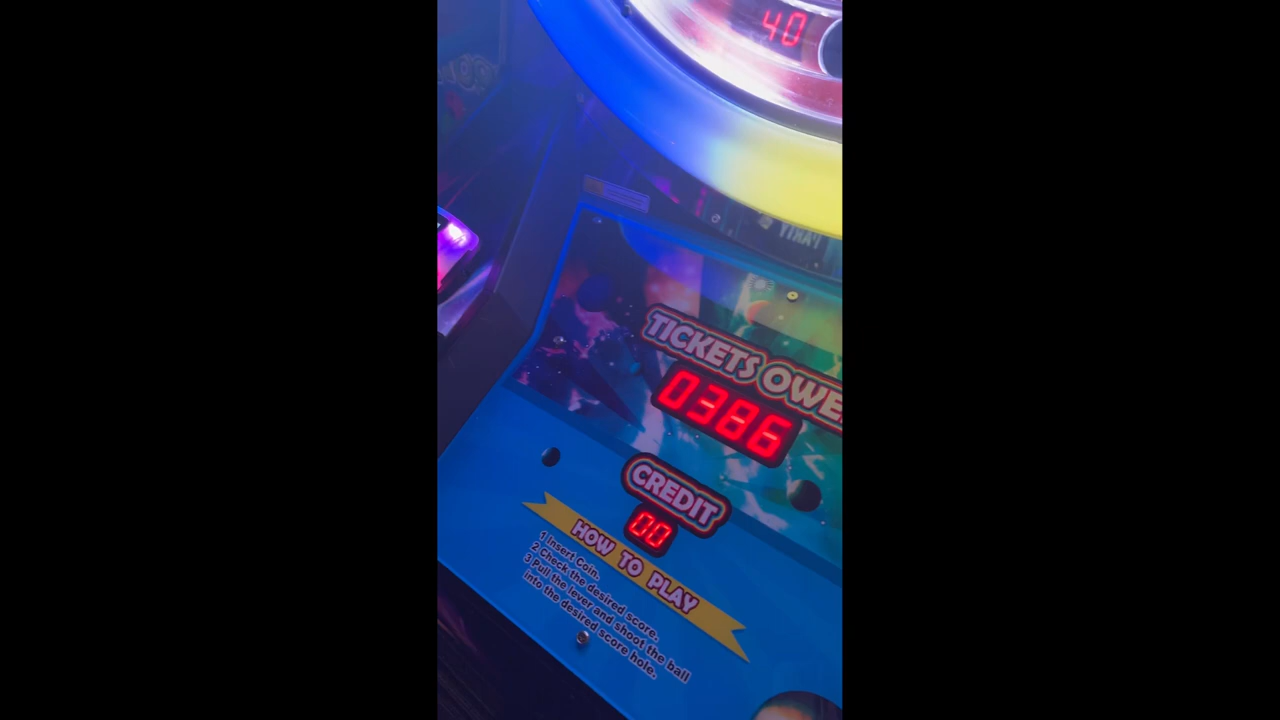 40
TICKETS OWE
0386
CREDIT
00
HOW TO PLAY
1 Insert Coin.
2 Check the desired score.
3 Pull the lever and shoot the ball
into the desired score hole.